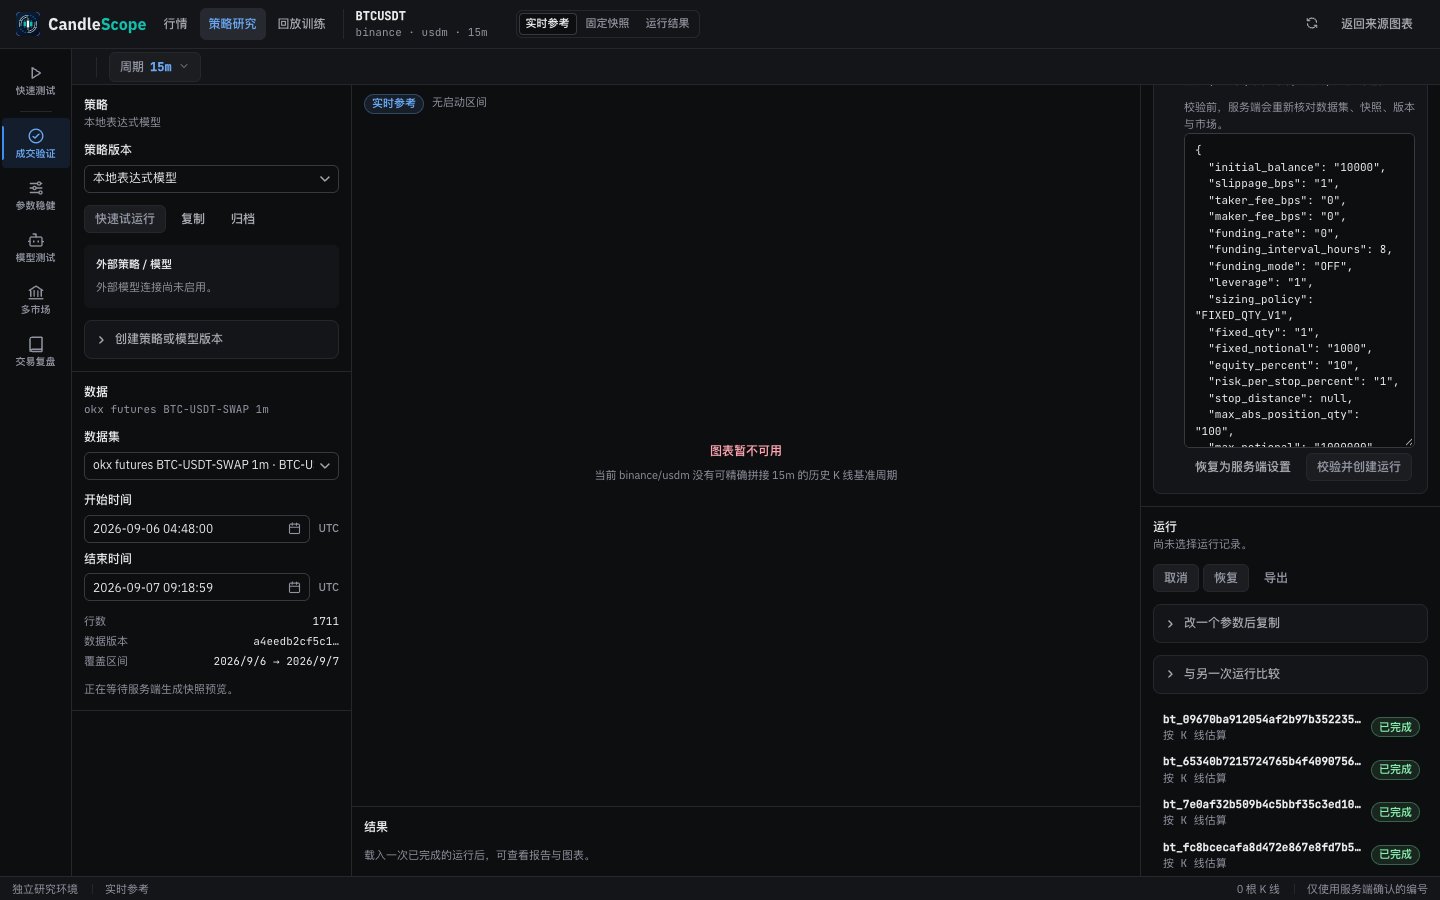 CandleScope
行情
策略研究
回放训练
BTCUSDT
binance · usdm · 15m
实时参考
固定快照
运行结果
返回来源图表
快速测试
成交验证
参数稳健
模型测试
多市场
交易复盘
周期 15m
策略
本地表达式模型
策略版本
本地表达式模型
快速试运行
复制
归档
外部策略 / 模型
外部模型连接尚未启用。
创建策略或模型版本
数据
okx futures BTC-USDT-SWAP 1m
数据集
okx futures BTC-USDT-SWAP 1m · BTC-U
开始时间
2026-09-06 04:48:00
UTC
结束时间
2026-09-07 09:18:59
UTC
行数
1711
数据版本
a4eedb2cf5c1…
覆盖区间
2026/9/6 → 2026/9/7
正在等待服务端生成快照预览。
实时参考
无启动区间
图表暂不可用
当前 binance/usdm 没有可精确拼接 15m 的历史 K 线基准周期
结果
载入一次已完成的运行后，可查看报告与图表。
校验前，服务端会重新核对数据集、快照、版本
与市场。
{
"initial_balance": "10000",
"slippage_bps": "1",
"taker_fee_bps": "0",
"maker_fee_bps": "0",
"funding_rate": "0",
"funding_interval_hours": 8,
"funding_mode": "OFF",
"leverage": "1",
"sizing_policy":
"FIXED_QTY_V1",
"fixed_qty": "1",
"fixed_notional": "1000",
"equity_percent": "10",
"risk_per_stop_percent": "1",
"stop_distance": null,
"max_abs_position_qty":
"100",
"max_notional": "1000000",
恢复为服务端设置
校验并创建运行
运行
尚未选择运行记录。
取消
恢复
导出
改一个参数后复制
与另一次运行比较
bt_09670ba912054af2b97b352235…
按 K 线估算
已完成
bt_65340b7215724765b4f4090756…
按 K 线估算
已完成
bt_7e0af32b509b4c5bbf35c3ed10…
按 K 线估算
已完成
bt_fc8bcecafa8d472e867e8fd7b5…
按 K 线估算
已完成
独立研究环境
实时参考
0 根 K 线
仅使用服务端确认的编号